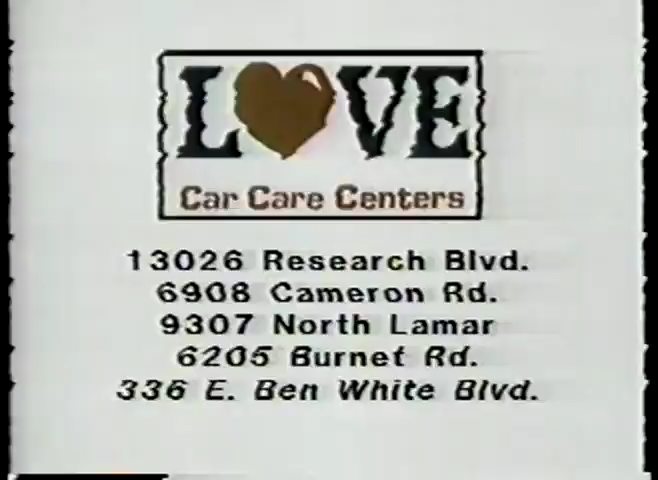 LOVE
Car Care Centers
13026 Research Blvd.
6908 Cameron Rd.
9307 North Lamar
6205 Burnet Rd.
336 E. Ben White Blvd.